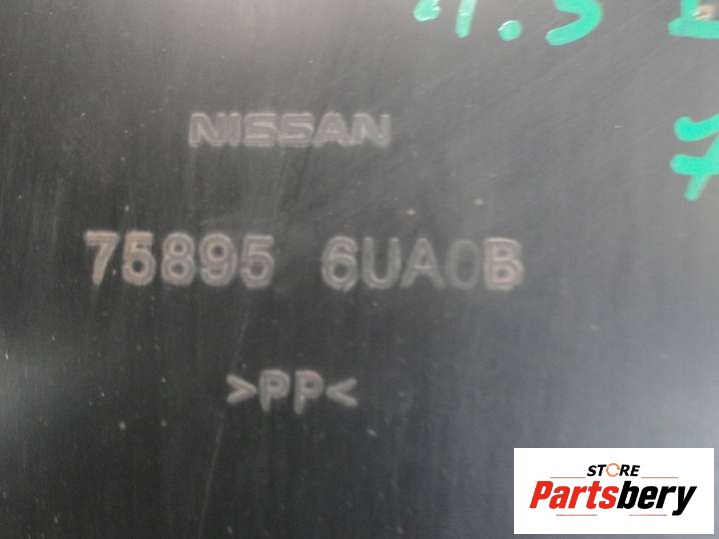 NISSAN
75895 6UA0B
>PP<
STORE
Partsbery